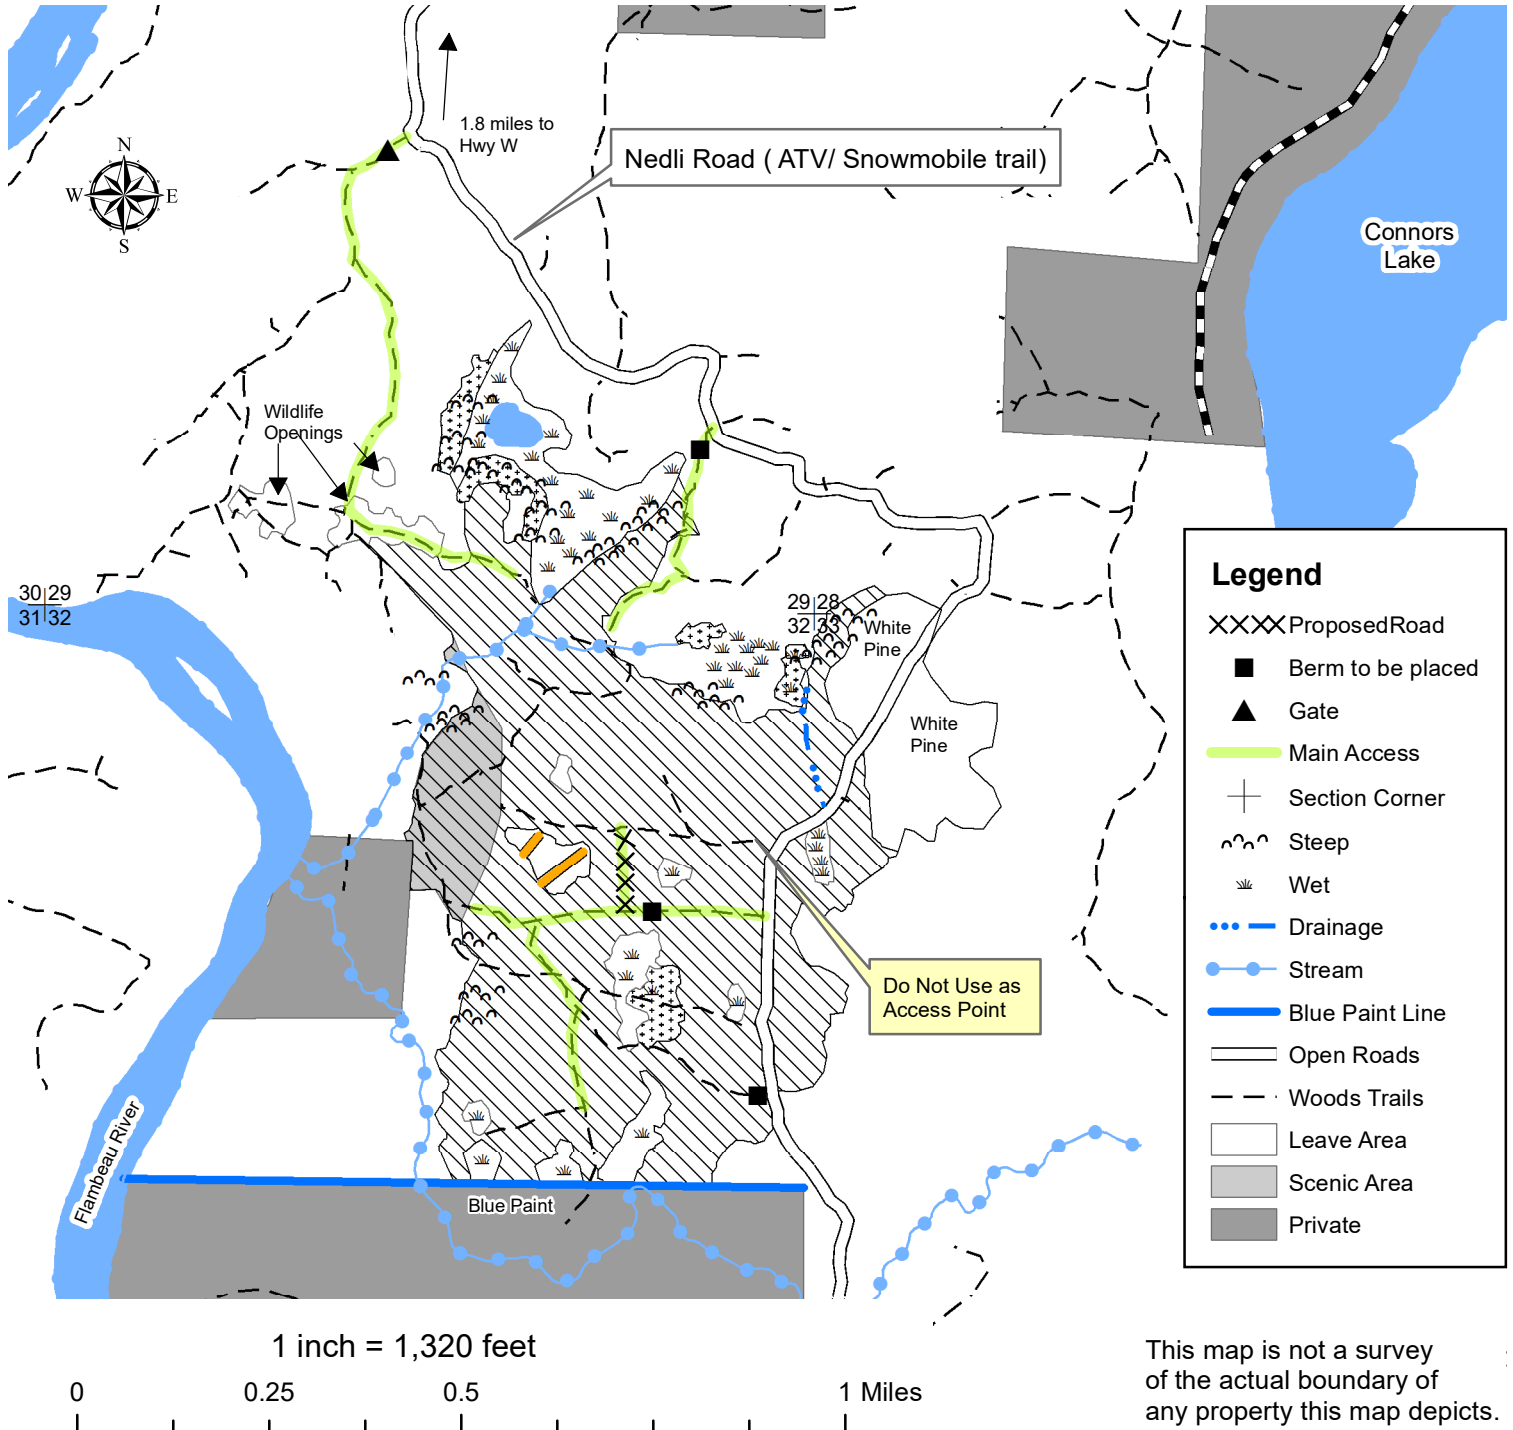 1.8 miles to
Hwy W
Nedli Road ( ATV/ Snowmobile trail)
N
W
E
S
Connors
Lake
Wildlife
Openings
30 29
31 32
29 28
32 33
White
Pine
White
Pine
Do Not Use as
Access Point
Flambeau River
Blue Paint
Legend
ProposedRoad
Berm to be placed
Gate
Main Access
Section Corner
Steep
Wet
Drainage
Stream
Blue Paint Line
Open Roads
Woods Trails
Leave Area
Scenic Area
Private
1 inch = 1,320 feet
0 0.25 0.5 1 Miles
This map is not a survey
of the actual boundary of
any property this map depicts.